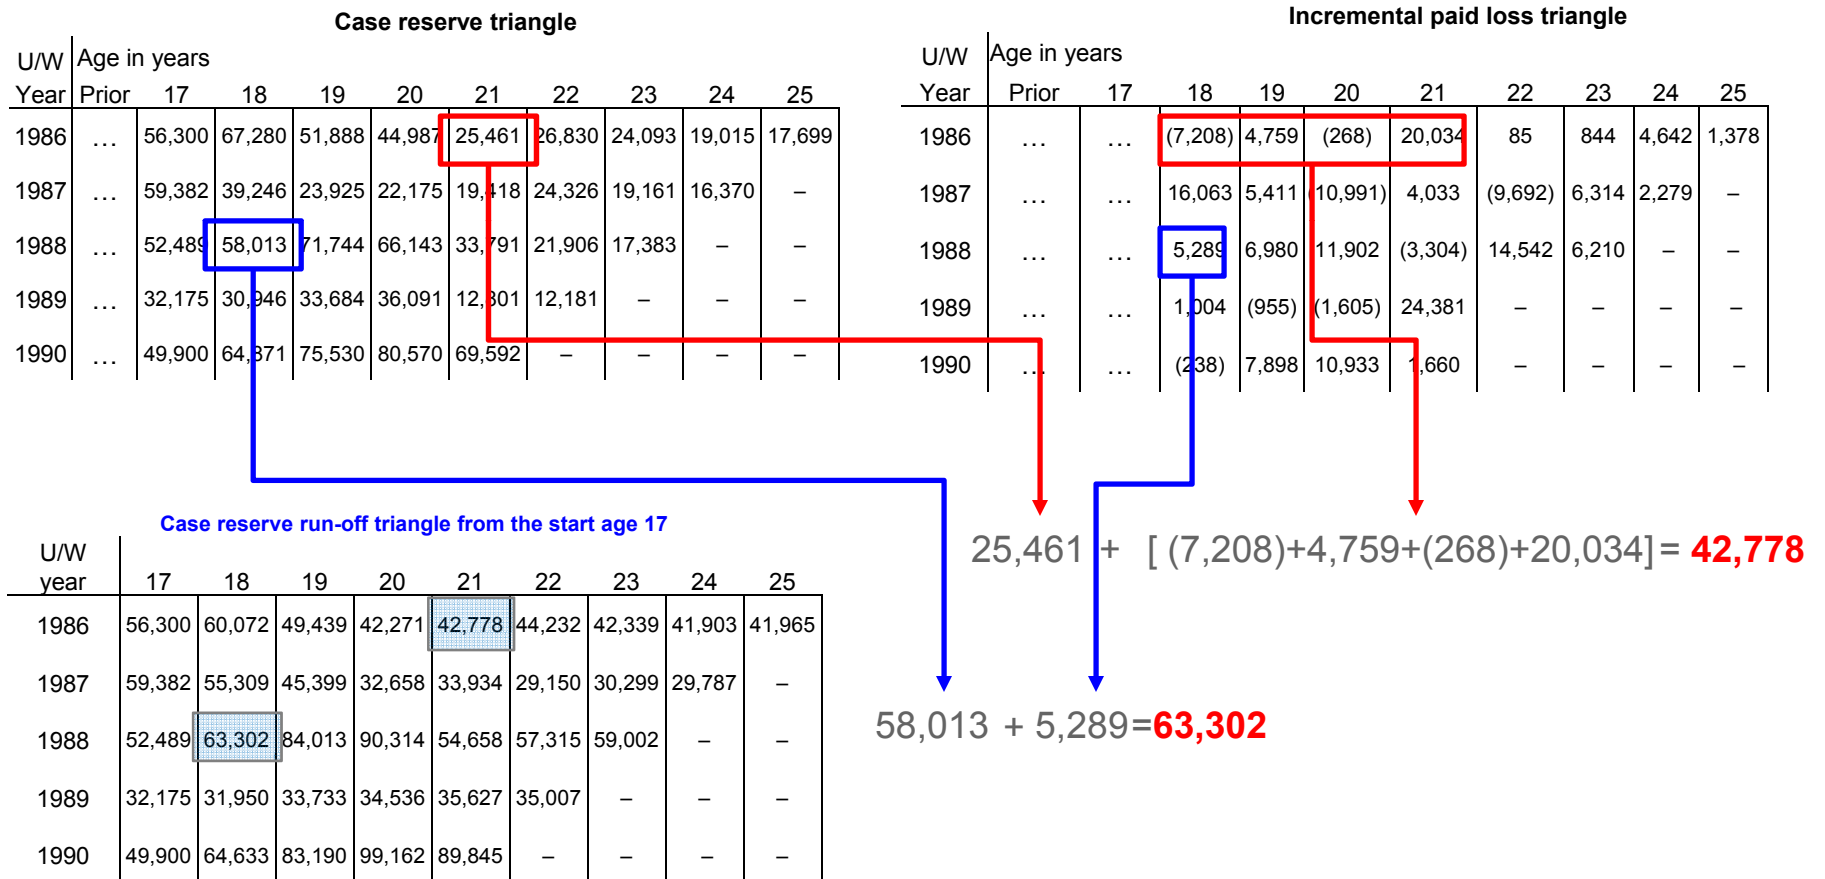 Case reserve triangle
U/W Age in years
Year Prior 17 18 19 20 21 22 23 24 25
1986 … 56,300 67,280 51,888 44,987 25,461 26,830 24,093 19,015 17,699
1987 … 59,382 39,246 23,925 22,175 19,418 24,326 19,161 16,370 –
1988 … 52,489 58,013 71,744 66,143 33,791 21,906 17,383 – –
1989 … 32,175 30,946 33,684 36,091 12,301 12,181 – – –
1990 … 49,900 64,871 75,530 80,570 69,592 – – – –
Incremental paid loss triangle
U/W Age in years
Year Prior 17 18 19 20 21 22 23 24 25
1986 … … (7,208) 4,759 (268) 20,034 85 844 4,642 1,378
1987 … … 16,063 5,411 (10,991) 4,033 (9,692) 6,314 2,279 –
1988 … … 5,289 6,980 11,902 (3,304) 14,542 6,210 – –
1989 … … 1,004 (955) (1,605) 24,381 – – – –
1990 … … (238) 7,898 10,933 1,660 – – – –
25,461 + [ (7,208)+4,759+(268)+20,034] = 42,778
58,013 + 5,289=63,302
Case reserve run-off triangle from the start age 17
U/W
year 17 18 19 20 21 22 23 24 25
1986 56,300 60,072 49,439 42,271 42,778 44,232 42,339 41,903 41,965
1987 59,382 55,309 45,399 32,658 33,934 29,150 30,299 29,787 –
1988 52,489 63,302 84,013 90,314 54,658 57,315 59,002 – –
1989 32,175 31,950 33,733 34,536 35,627 35,007 – – –
1990 49,900 64,633 83,190 99,162 89,845 – – – –